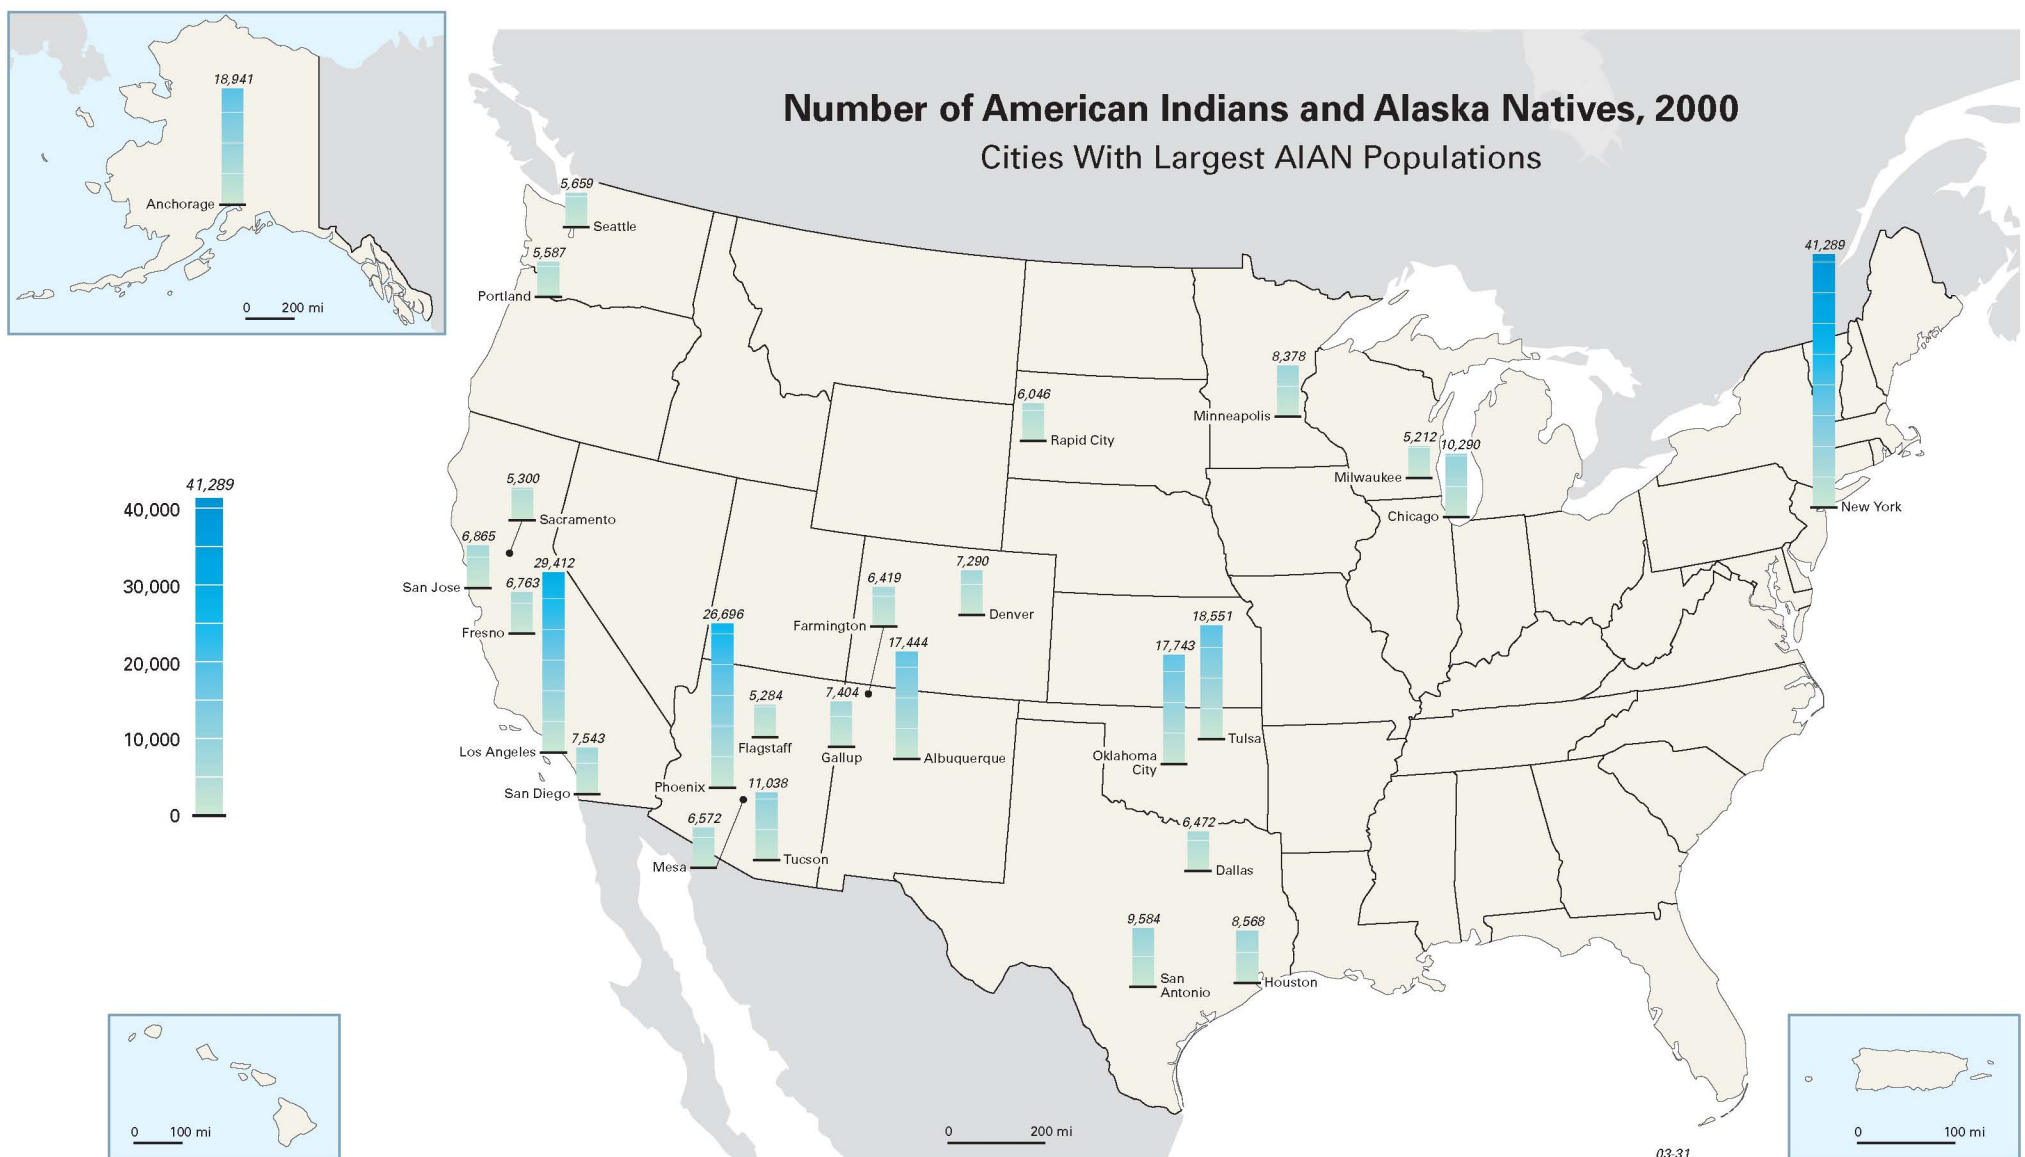 Number of American Indians and Alaska Natives, 2000
Cities With Largest AIAN Populations
18,941
Anchorage
0 200 mi
5,659
Seattle
5,587
Portland
41,289
New York
8,378
Minneapolis
6,046
Rapid City
5,212
Milwaukee
10,290
Chicago
41,289
40,000
30,000
20,000
10,000
0
5,300
Sacramento
6,865
San Jose
6,763
Fresno
29,412
Los Angeles
7,543
San Diego
26,696
Phoenix
5,284
Flagstaff
6,419
Farmington
7,290
Denver
7,404
Gallup
17,444
Albuquerque
18,551
Tulsa
17,743
Oklahoma
City
11,038
Tucson
6,572
Mesa
6,472
Dallas
9,584
San
Antonio
8,568
Houston
0 100 mi
0 200 mi
0 100 mi
03-31